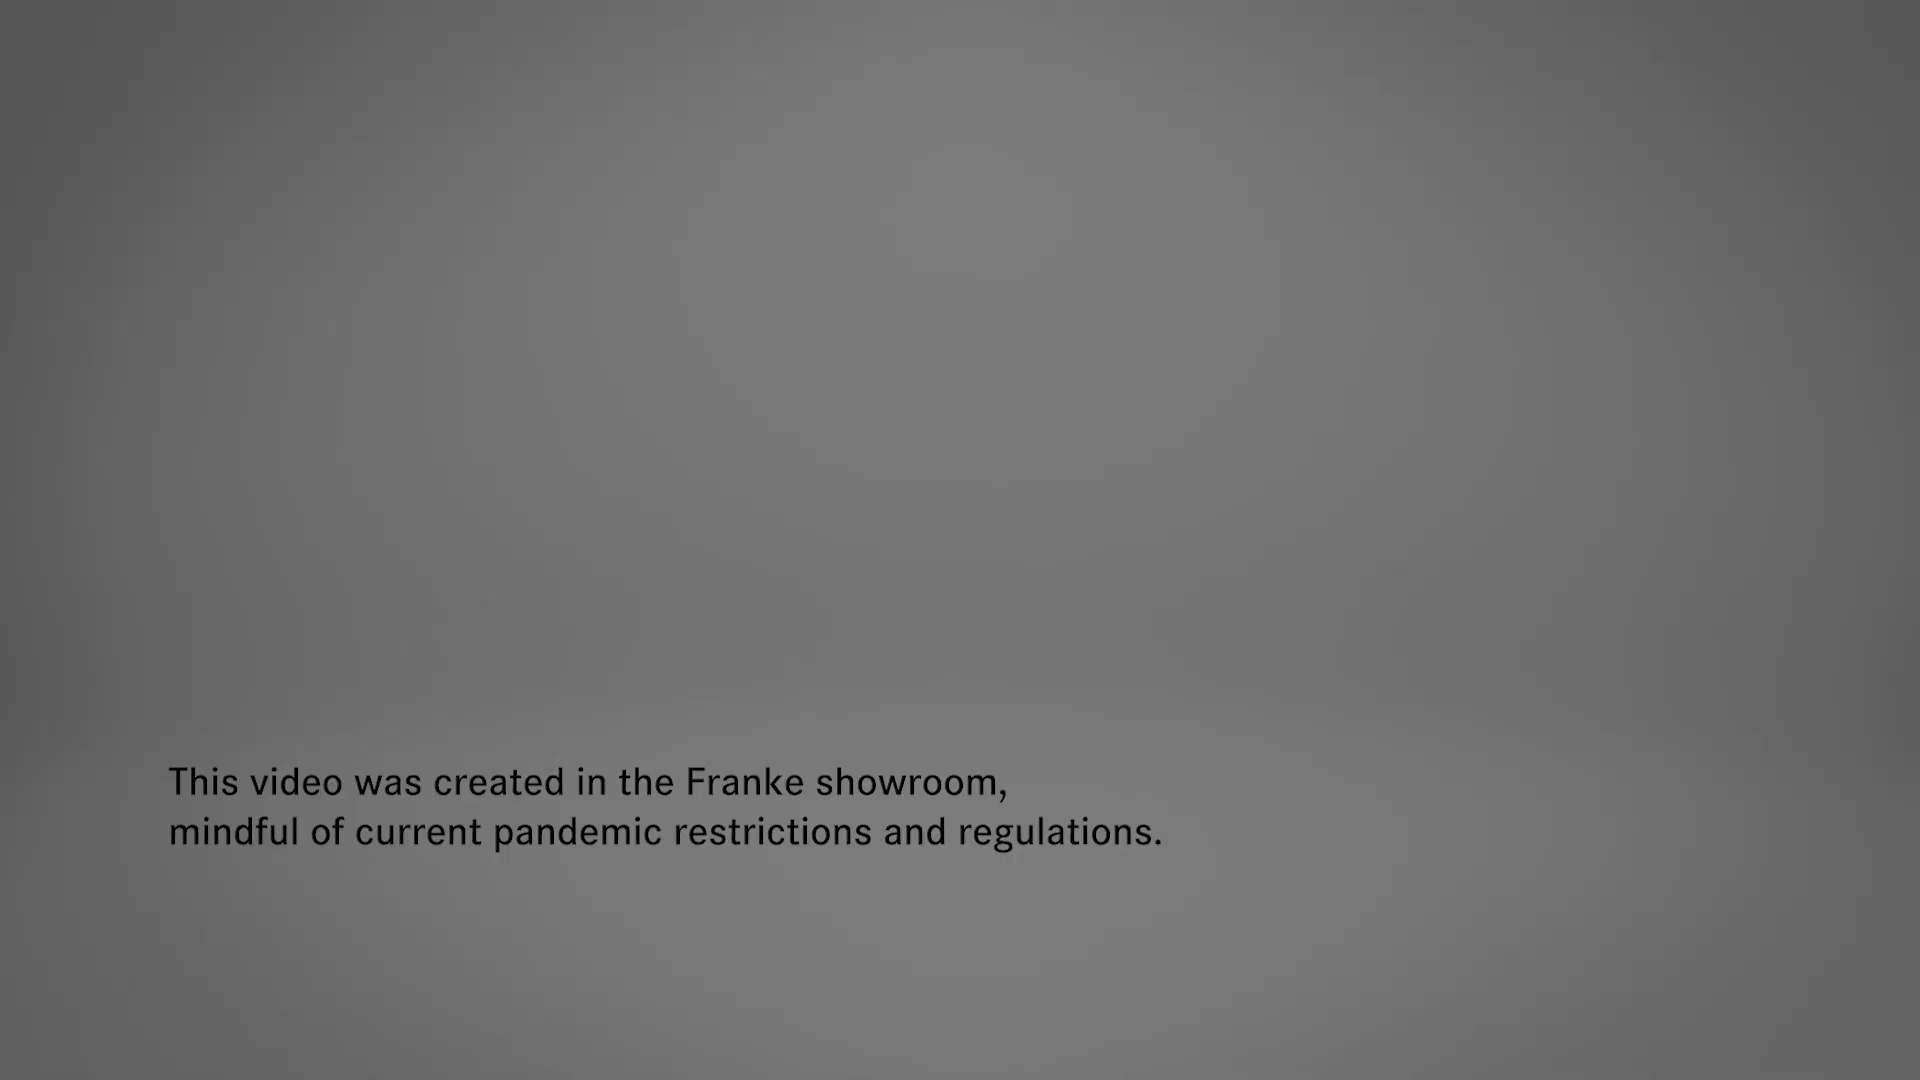 This video was created in the Franke showroom,
mindful of current pandemic restrictions and regulations.